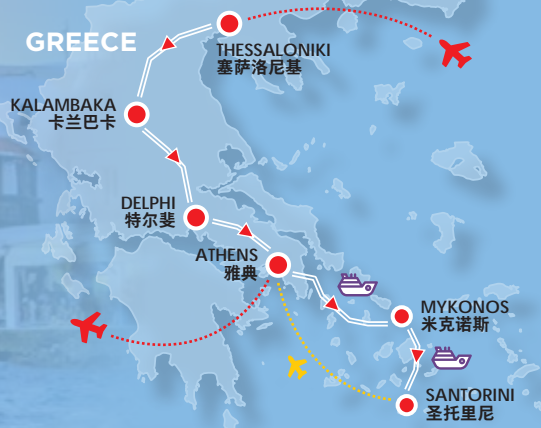 GREECE
THESSALONIKI
塞萨洛尼基
KALAMBAKA
卡兰巴卡
DELPHI
特尔斐
ATHENS
雅典
MYKONOS
米克诺斯
SANTORINI
圣托里尼